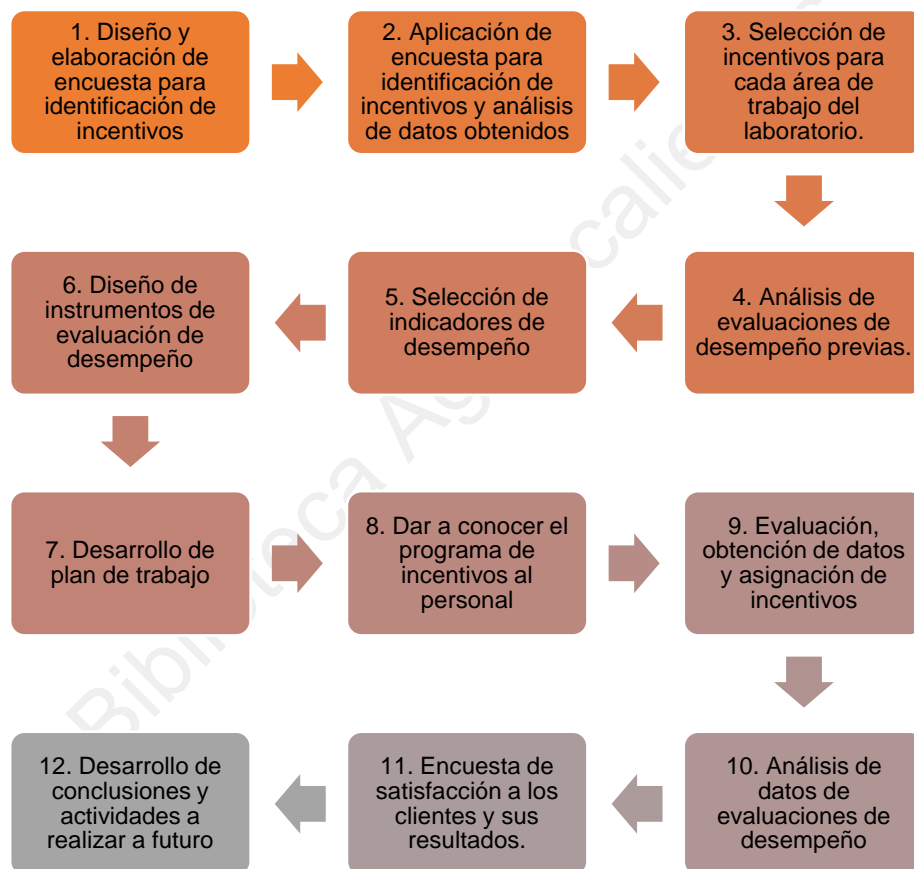 1. Diseño y
elaboración de
encuesta para
identificación de
incentivos
2. Aplicación de
encuesta para
identificación de
incentivos y análisis
de datos obtenidos
3. Selección de
incentivos para
cada área de
trabajo del
laboratorio.
4. Análisis de
evaluaciones de
desempeño previas.
5. Selección de
indicadores de
desempeño
6. Diseño de
instrumentos de
evaluación de
desempeño
7. Desarrollo de
plan de trabajo
8. Dar a conocer el
programa de
incentivos al
personal
9. Evaluación,
obtención de datos
y asignación de
incentivos
10. Análisis de
datos de
evaluaciones de
desempeño
11. Encuesta de
satisfacción a los
clientes y sus
resultados.
12. Desarrollo de
conclusiones y
actividades a
realizar a futuro
Biblioteca